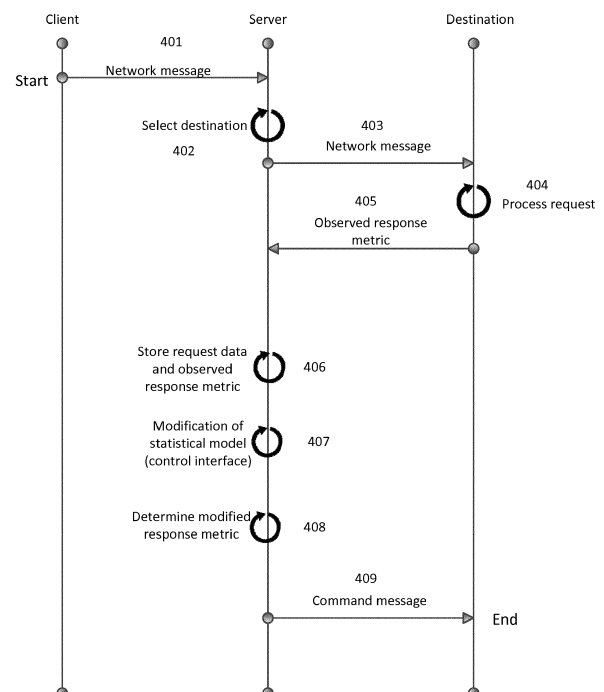 Client
Server
Destination
401
Network message
Start
Select destination
402
403
Network message
404
Process request
405
Observed response
metric
Store request data
and observed
response metric
406
Modification of
statistical model
(control interface)
407
Determine modified
response metric
408
409
Command message
End